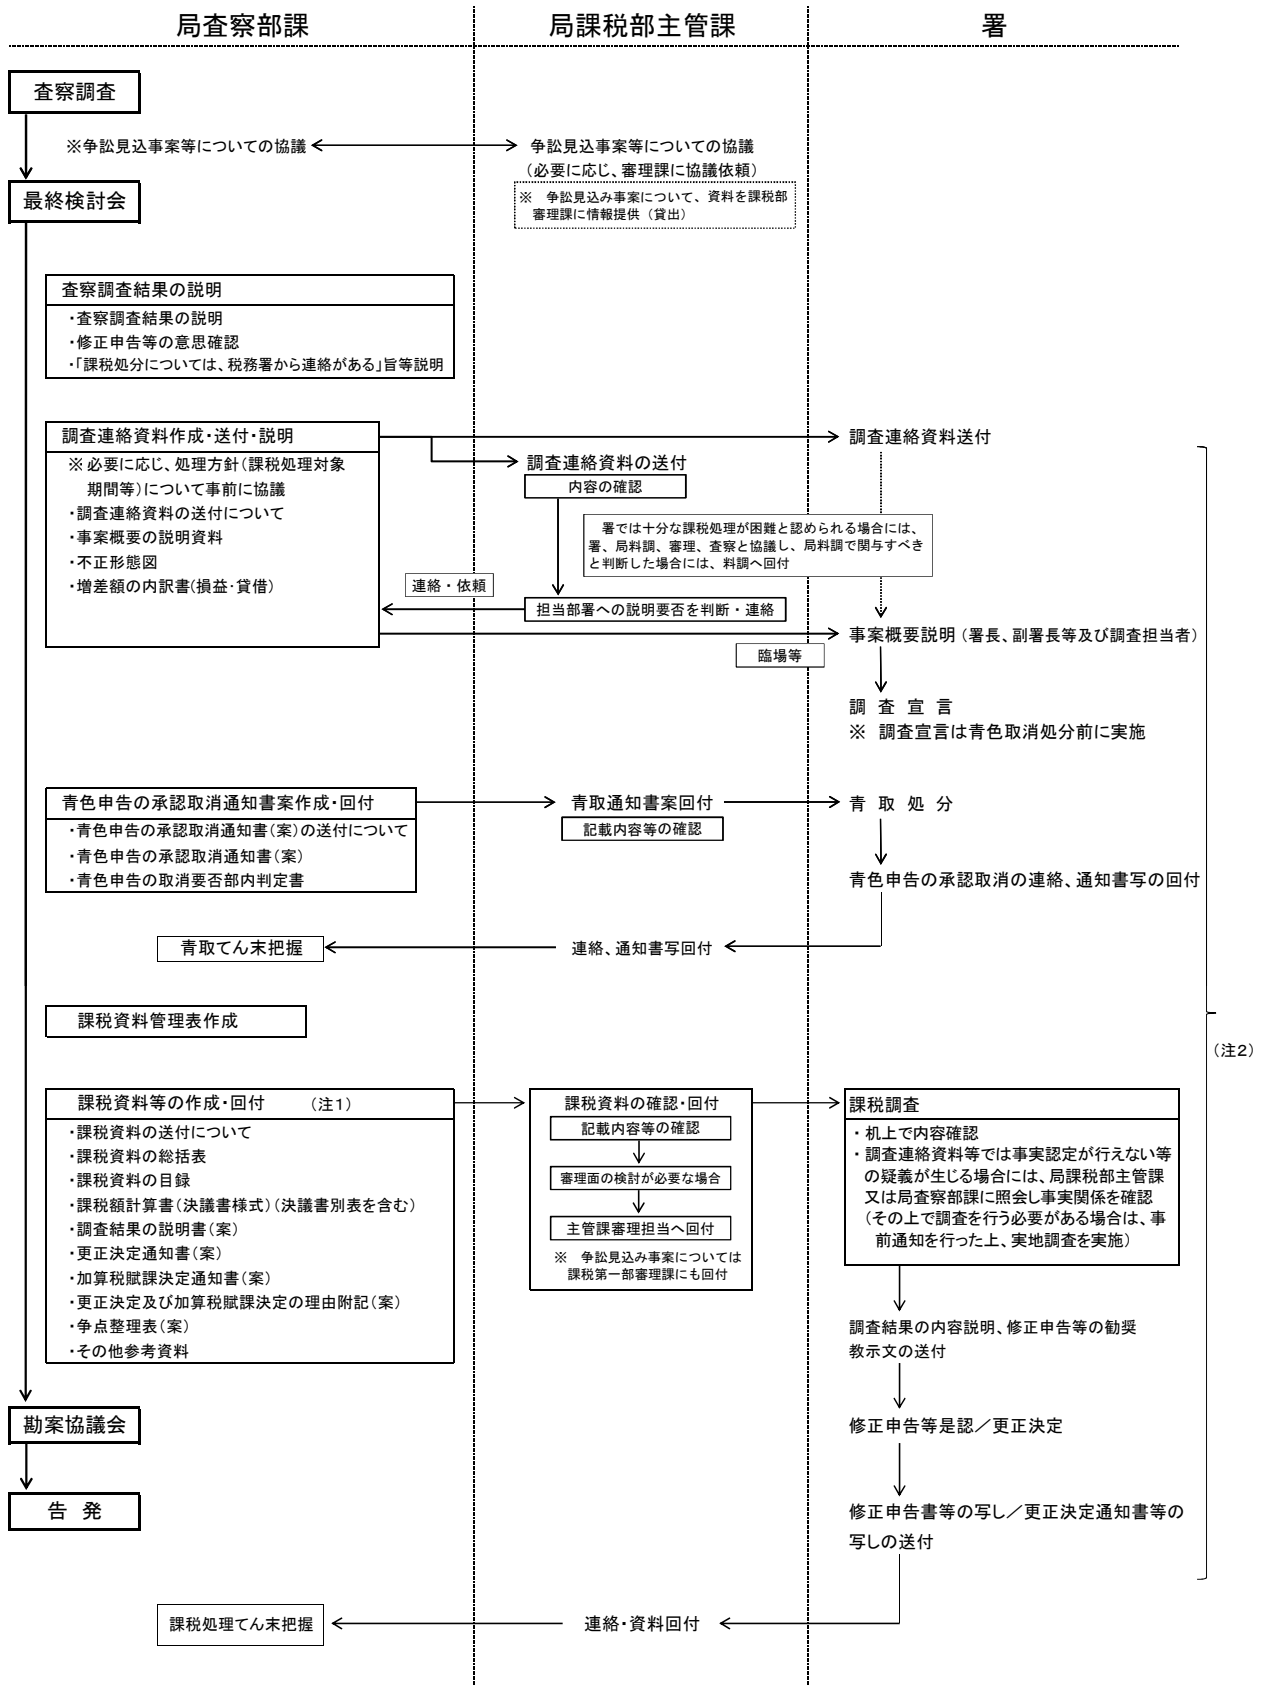 局査察部課
局課税部主管課
署
査察調査
※争訟見込事案等についての協議
争訟見込事案等についての協議
（必要に応じ、審理課に協議依頼）
※　争訟見込み事案について、資料を課税部
審理課に情報提供（貸出）
最終検討会
査察調査結果の説明
・査察調査結果の説明
・修正申告等の意思確認
・「課税処分については、税務署から連絡がある」旨等説明
調査連絡資料作成・送付・説明
※必要に応じ、処理方針（課税処理対象
期間等）について事前に協議
・調査連絡資料の送付について
・事案概要の説明資料
・不正形態図
・増差額の内訳書(損益・貸借)
調査連絡資料の送付
内容の確認
署では十分な課税処理が困難と認められる場合には、
署、局料調、審理、査察と協議し、局料調で関与すべき
と判断した場合には、料調へ回付
連絡・依頼
担当部署への説明要否を判断・連絡
臨場等
調査連絡資料送付
事案概要説明（署長、副署長等及び調査担当者）
調　査　宣　言
※　調査宣言は青色取消処分前に実施
青色申告の承認取消通知書案作成・回付
・青色申告の承認取消通知書（案）の送付について
・青色申告の承認取消通知書（案）
・青色申告の取消要否部内判定書
青取通知書案回付
記載内容等の確認
青　取　処　分
青色申告の承認取消の連絡、通知書写の回付
青取てん末把握
連絡、通知書写回付
課税資料管理表作成
（注２）
課税資料等の作成・回付　　（注１）
・課税資料の送付について
・課税資料の総括表
・課税資料の目録
・課税額計算書（決議書様式）（決議書別表を含む）
・調査結果の説明書（案）
・更正決定通知書（案）
・加算税賦課決定通知書（案）
・更正決定及び加算税賦課決定の理由附記（案）
・争点整理表（案）
・その他参考資料
課税資料の確認・回付
記載内容等の確認
審理面の検討が必要な場合
主管課審理担当へ回付
※　争訟見込み事案については
課税第一部審理課にも回付
課税調査
・ 机上で内容確認
・ 調査連絡資料等では事実認定が行えない等
の疑義が生じる場合には、局課税部主管課
又は局査察部課に照会し事実関係を確認
（その上で調査を行う必要がある場合は、事
前通知を行った上、実地調査を実施）
調査結果の内容説明、修正申告等の勧奨
教示文の送付
勘案協議会
修正申告等是認／更正決定
告　発
修正申告書等の写し／更正決定通知書等の
写しの送付
課税処理てん末把握
連絡・資料回付